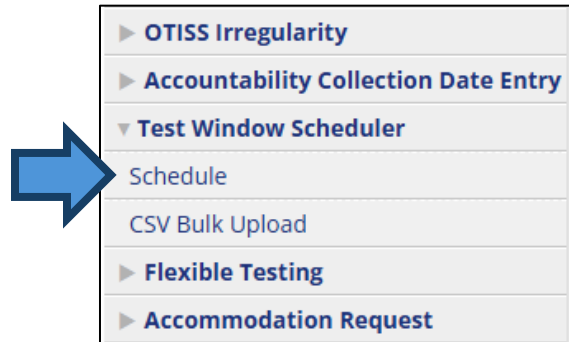 OTISS Irregularity
Accountability Collection Date Entry
Test Window Scheduler
Schedule
CSV Bulk Upload
Flexible Testing
Accommodation Request